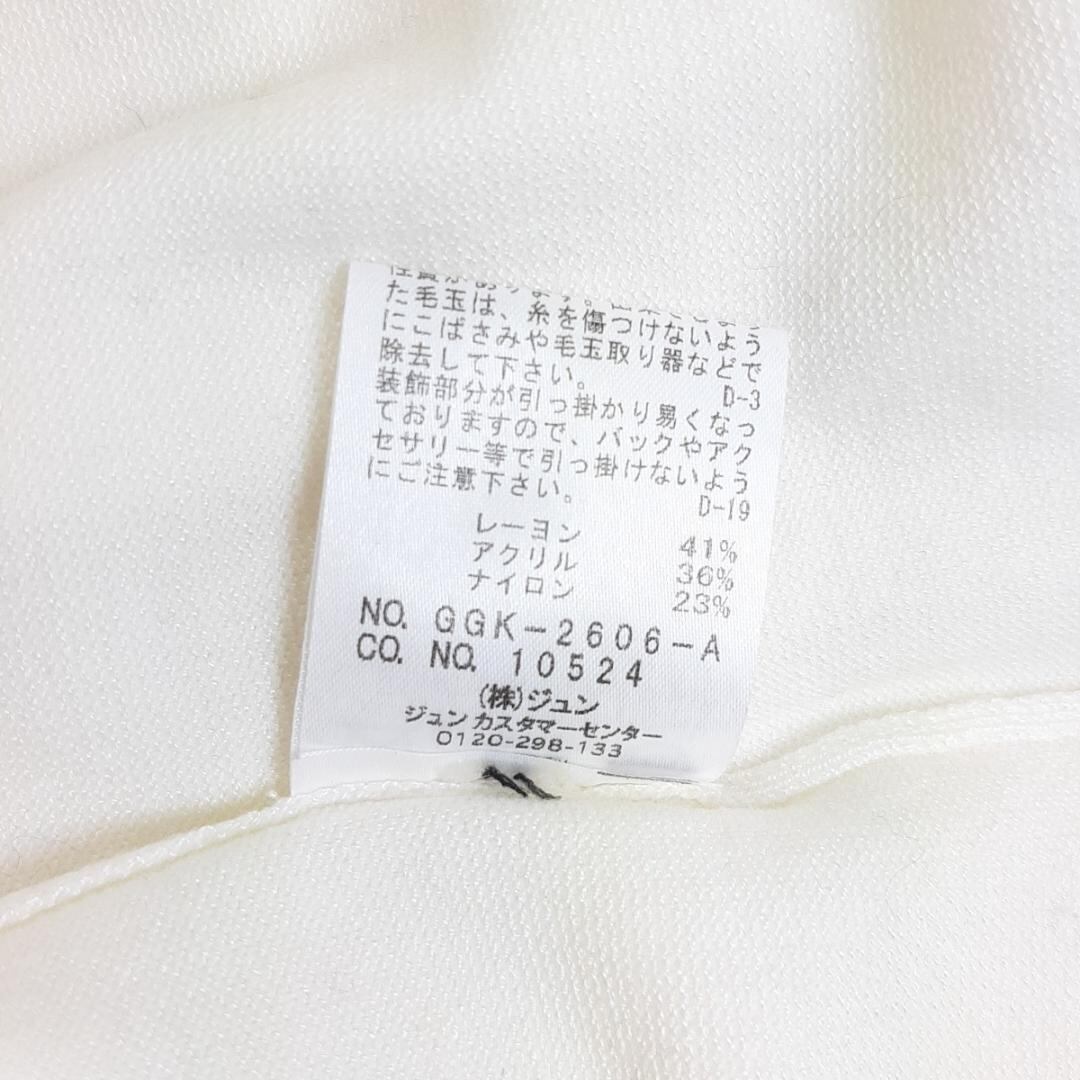 た毛玉は、糸を傷つけないよう
にこばさみや毛玉取り器などで
除去して下さい。
D-3
装飾部分が引っ掛かり易くなっ
ておりますので、バックやアク
セサリー等で引っ掛けないよう
にご注意下さい。
D-19
レーヨン 41%
アクリル 36%
ナイロン 23%
NO. GGK-2606-A
CO. NO. 10524
(株)ジュン
ジュン カスタマーセンター
0120-298-133